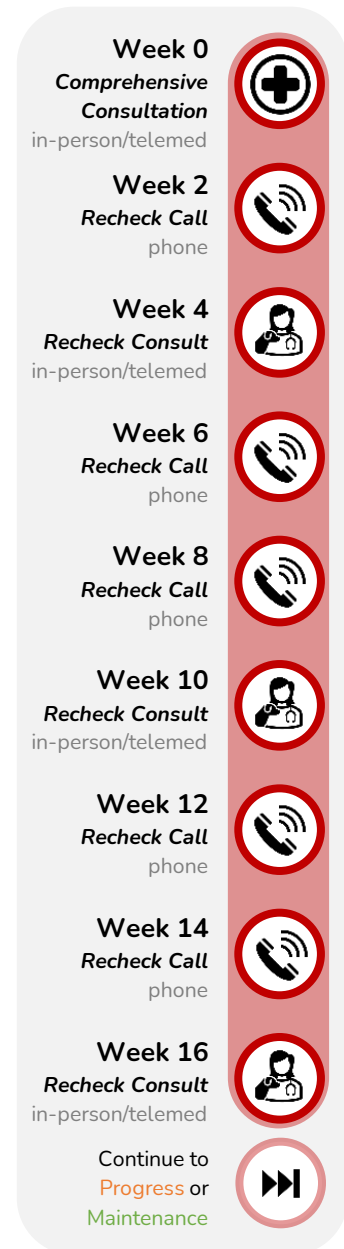 Week 0
Comprehensive
Consultation
in-person/telemed
Week 2
Recheck Call
phone
Week 4
Recheck Consult
in-person/telemed
Week 6
Recheck Call
phone
Week 8
Recheck Call
phone
Week 10
Recheck Consult
in-person/telemed
Week 12
Recheck Call
phone
Week 14
Recheck Call
phone
Week 16
Recheck Consult
in-person/telemed
Continue to
Progress or
Maintenance